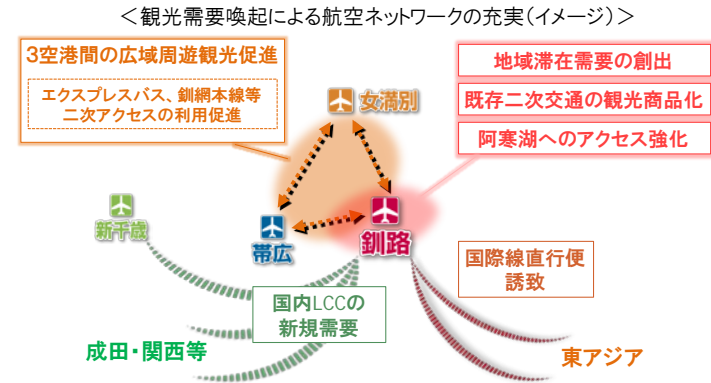 ＜観光需要喚起による航空ネットワークの充実（イメージ）＞
3空港間の広域周遊観光促進
エクスプレスバス、釧網本線等
二次アクセスの利用促進
地域滞在需要の創出
既存二次交通の観光商品化
阿寒湖へのアクセス強化
女満別
新千歳
帯広
釧路
国内LCCの
新規需要
国際線直行便
誘致
成田・関西等
東アジア